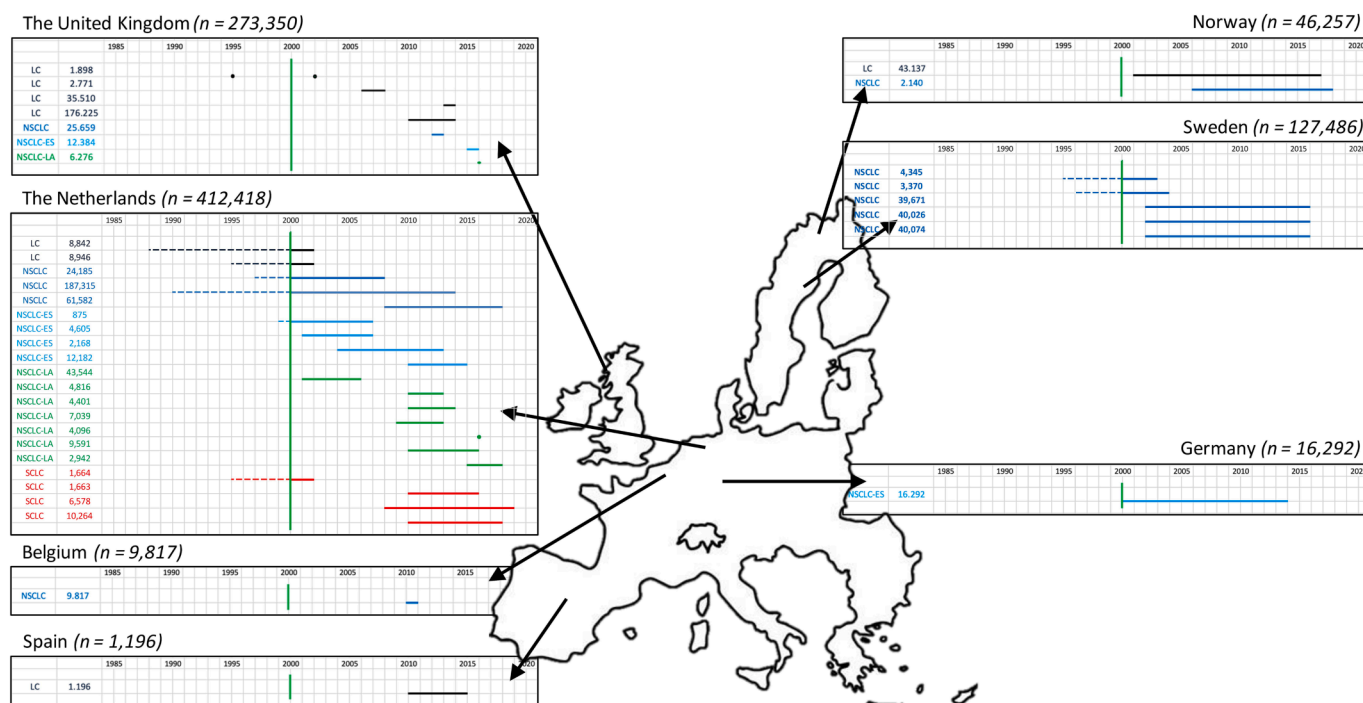 The United Kingdom (n = 273,350)
1985 1990 1995 2000 2005 2010 2015 2020
LC 1.898
LC 2.771
LC 35.510
LC 176.225
NSCLC 25.659
NSCLC-ES 12.384
NSCLC-LA 6.276
The Netherlands (n = 412,418)
1985 1990 1995 2000 2005 2010 2015 2020
LC 8,842
LC 8,946
NSCLC 24,185
NSCLC 187,315
NSCLC 61,582
NSCLC-ES 875
NSCLC-ES 4,605
NSCLC-ES 2,168
NSCLC-ES 12,182
NSCLC-LA 43,544
NSCLC-LA 4,816
NSCLC-LA 4,401
NSCLC-LA 7,039
NSCLC-LA 4,096
NSCLC-LA 9,591
NSCLC-LA 2,942
SCLC 1,664
SCLC 1,663
SCLC 6,578
SCLC 10,264
Belgium (n = 9,817)
1985 1990 1995 2000 2005 2010 2015
NSCLC 9.817
Spain (n = 1,196)
1985 1990 1995 2000 2005 2010 2015 2020
LC 1.196
Norway (n = 46,257)
1985 1990 1995 2000 2005 2010 2015
LC 43.137
NSCLC 2.140
Sweden (n = 127,486)
1985 1990 1995 2000 2005 2010 2015
NSCLC 4,345
NSCLC 3,370
NSCLC 39,671
NSCLC 40,026
NSCLC 40,074
Germany (n = 16,292)
1985 1990 1995 2000 2005 2010 2015
NSCLC-ES 16.292